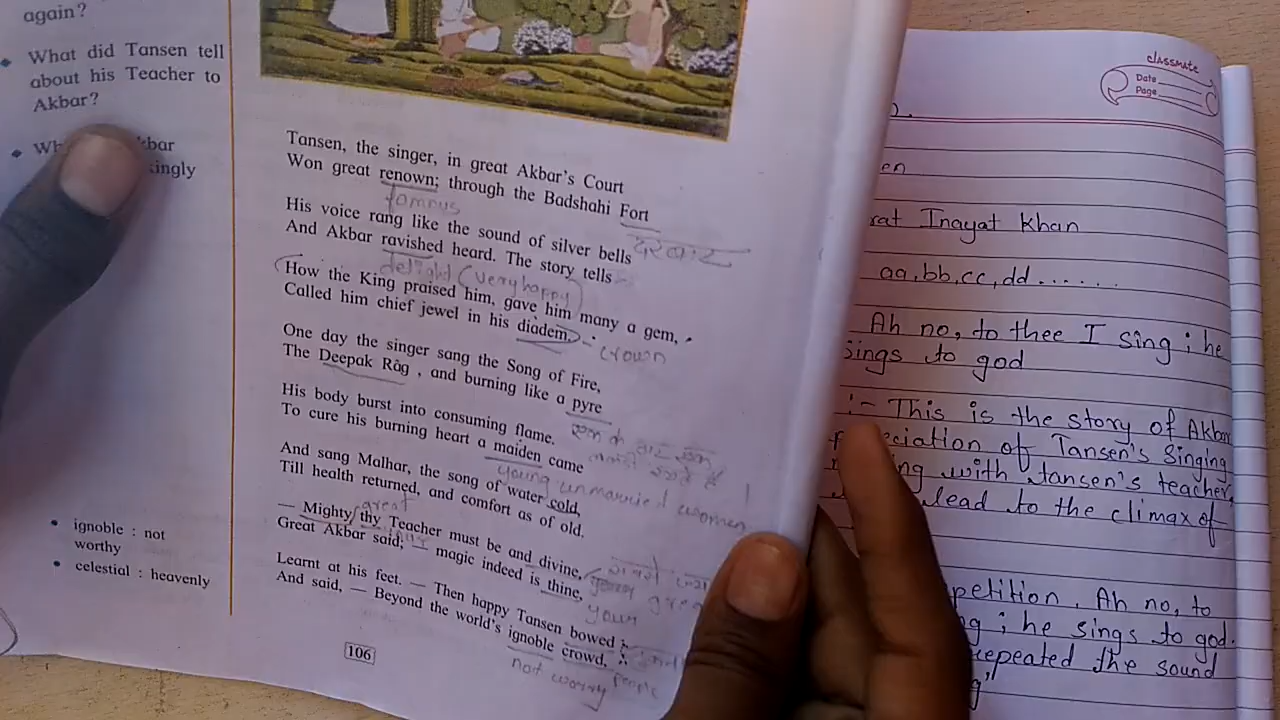 again?
What did Tansen tell
about his Teacher to
Akbar?
Wh kbar
ingly
ignoble : not
worthy
celestial : heavenly
Tansen, the singer, in great Akbar's Court
Won great renown; through the Badshahi Fort
famous
His voice rang like the sound of silver bells
दरबार
And Akbar ravished heard. The story tells
delight (very happy)
How the King praised him, gave him many a gem,
Called him chief jewel in his diadem.
crown
One day the singer sang the Song of Fire,
The Deepak Râg , and burning like a pyre
His body burst into consuming flame.
To cure his burning heart a maiden came
young unmarried women
And sang Malhar, the song of water cold,
Till health returned, and comfort as of old.
great
— Mighty thy Teacher must be and divine,
Great Akbar said; — magic indeed is thine,
your
Learnt at his feet. — Then happy Tansen bowed
And said, — Beyond the world's ignoble crowd,
people
not worry
106
classmate
Date
Page
en
rat Inayat Khan
aa,bb,cc,dd......
Ah no, to thee I sing ; he
sings to god
:- This is the story of Akbar
eciation of Tansen's Singing
ng with tansen's teacher,
lead to the climax of
petition. Ah no, to
ng ; he sings to god.
repeated the sound
g'